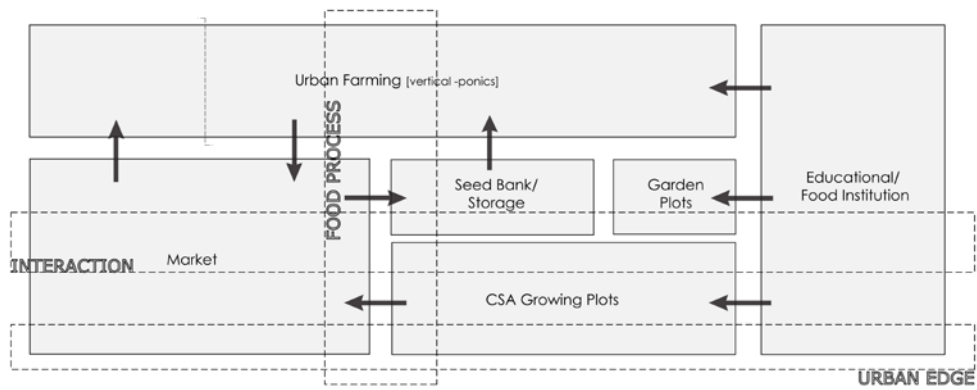 Urban Farming [vertical -ponics]
FOOD PROCESS
Seed Bank/
Storage
Garden
Plots
Educational/
Food Institution
INTERACTION
Market
CSA Growing Plots
URBAN EDGE